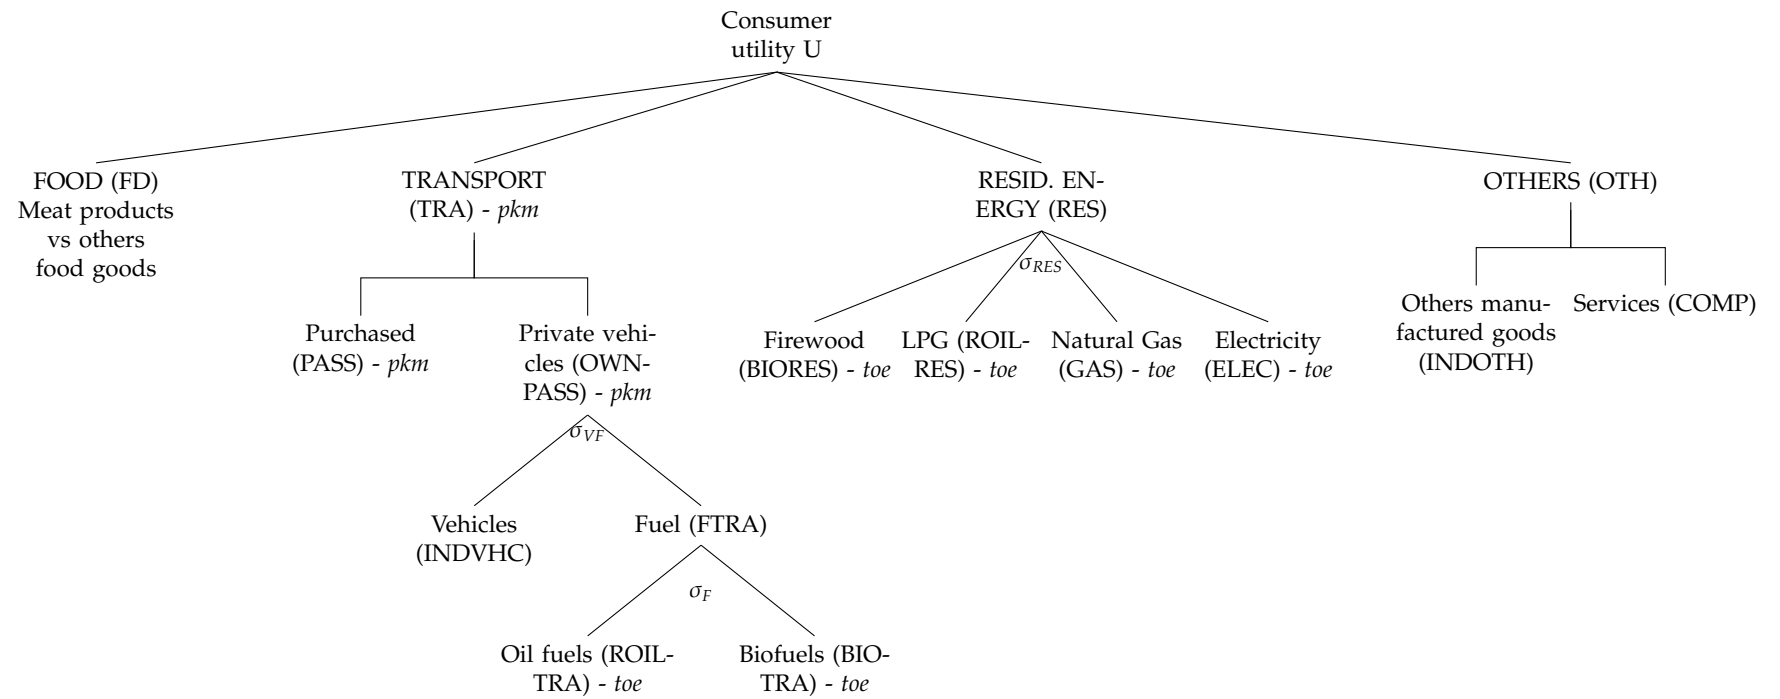 Consumer
utility U
FOOD (FD)
Meat products
vs others
food goods
TRANSPORT
(TRA) - pkm
RESID. EN-
ERGY (RES)
OTHERS (OTH)
σRES
Purchased
(PASS) - pkm
Private vehi-
cles (OWN-
PASS) - pkm
Firewood
(BIORES) - toe
LPG (ROIL-
RES) - toe
Natural Gas
(GAS) - toe
Electricity
(ELEC) - toe
Others manu-
factured goods
(INDOTH)
Services (COMP)
σVF
Vehicles
(INDVHC)
Fuel (FTRA)
σF
Oil fuels (ROIL-
TRA) - toe
Biofuels (BIO-
TRA) - toe